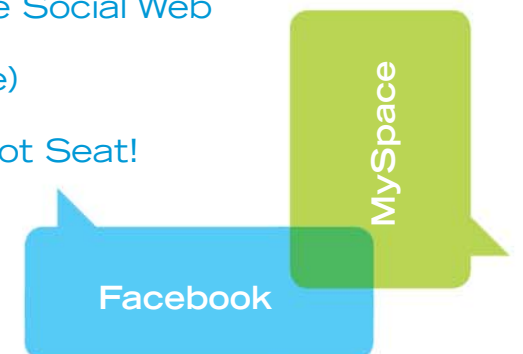 e Social Web
e)
ot Seat!
MySpace
Facebook